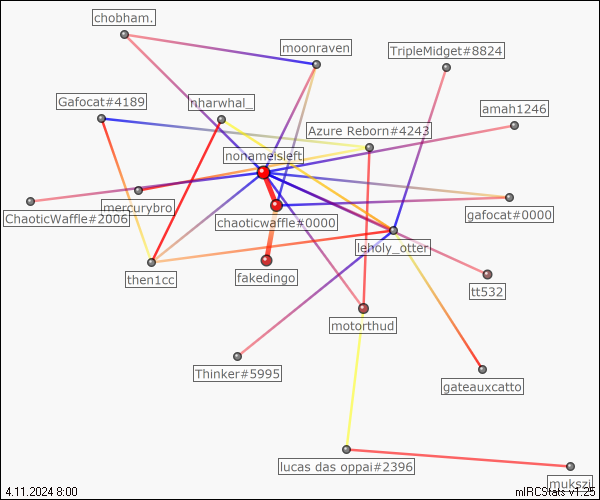 chobham.
moonraven
TripleMidget#8824
Gafocat#4189
nharwhal_
amah1246
Azure Reborn#4243
nonameisleft
mercurybro
ChaoticWaffle#2006
chaoticwaffle#0000
gafocat#0000
leholy_otter
then1cc
fakedingo
tt532
motorthud
Thinker#5995
gateauxcatto
lucas das oppai#2396
mukszi
4.11.2024 8:00
mIRCStats v1.25